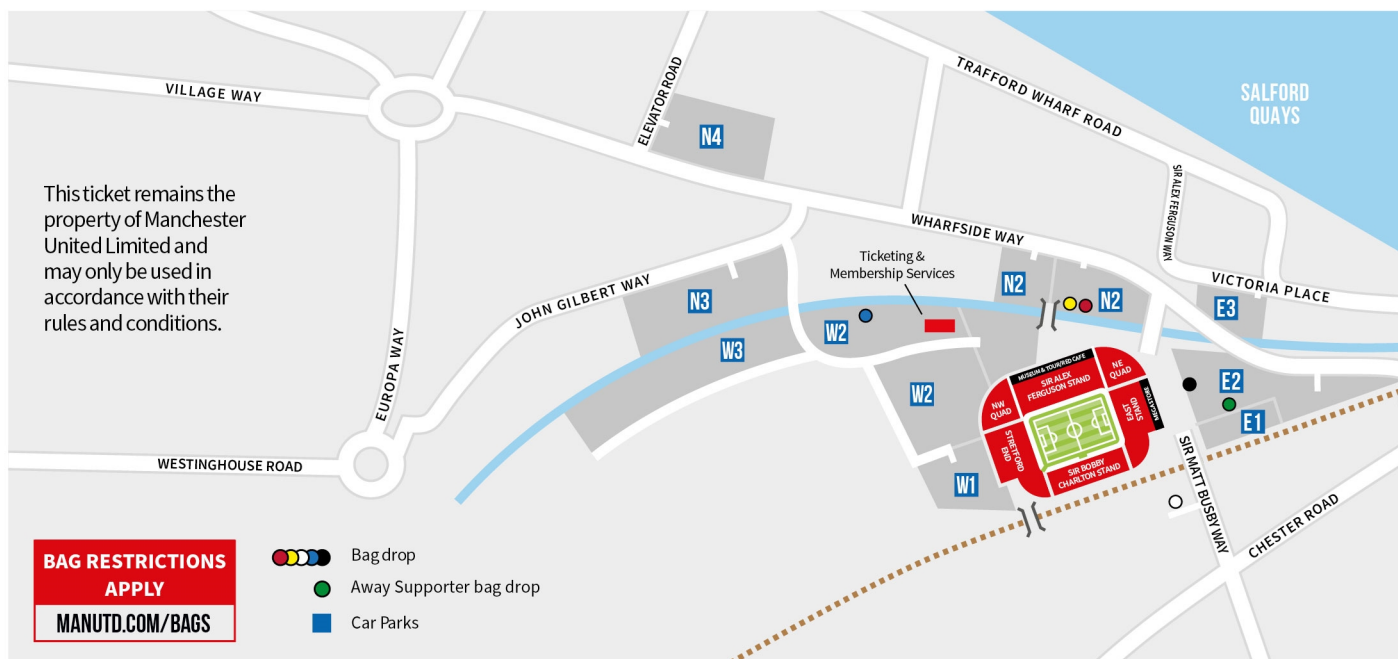 VILLAGE WAY
ELEVATOR ROAD
N4
TRAFFORD WHARF ROAD
SALFORD
QUAYS
This ticket remains the
property of Manchester
United Limited and
may only be used in
accordance with their
rules and conditions.
SIR ALEX FERGUSON WAY
WHARFSIDE WAY
Ticketing &
Membership Services
JOHN GILBERT WAY
N3
N2
N2
VICTORIA PLACE
E3
EUROPA WAY
W3
W2
W2
MUSEUM & TOUR/RED CAFE
SIR ALEX
FERGUSON STAND
NE
QUAD
NW
QUAD
EAST
STAND
MEGASTORE
STRETFORD
END
SIR BOBBY
CHARLTON STAND
E2
E1
W1
WESTINGHOUSE ROAD
SIR MATT BUSBY WAY
CHESTER ROAD
BAG RESTRICTIONS
APPLY
MANUTD.COM/BAGS
Bag drop
Away Supporter bag drop
Car Parks